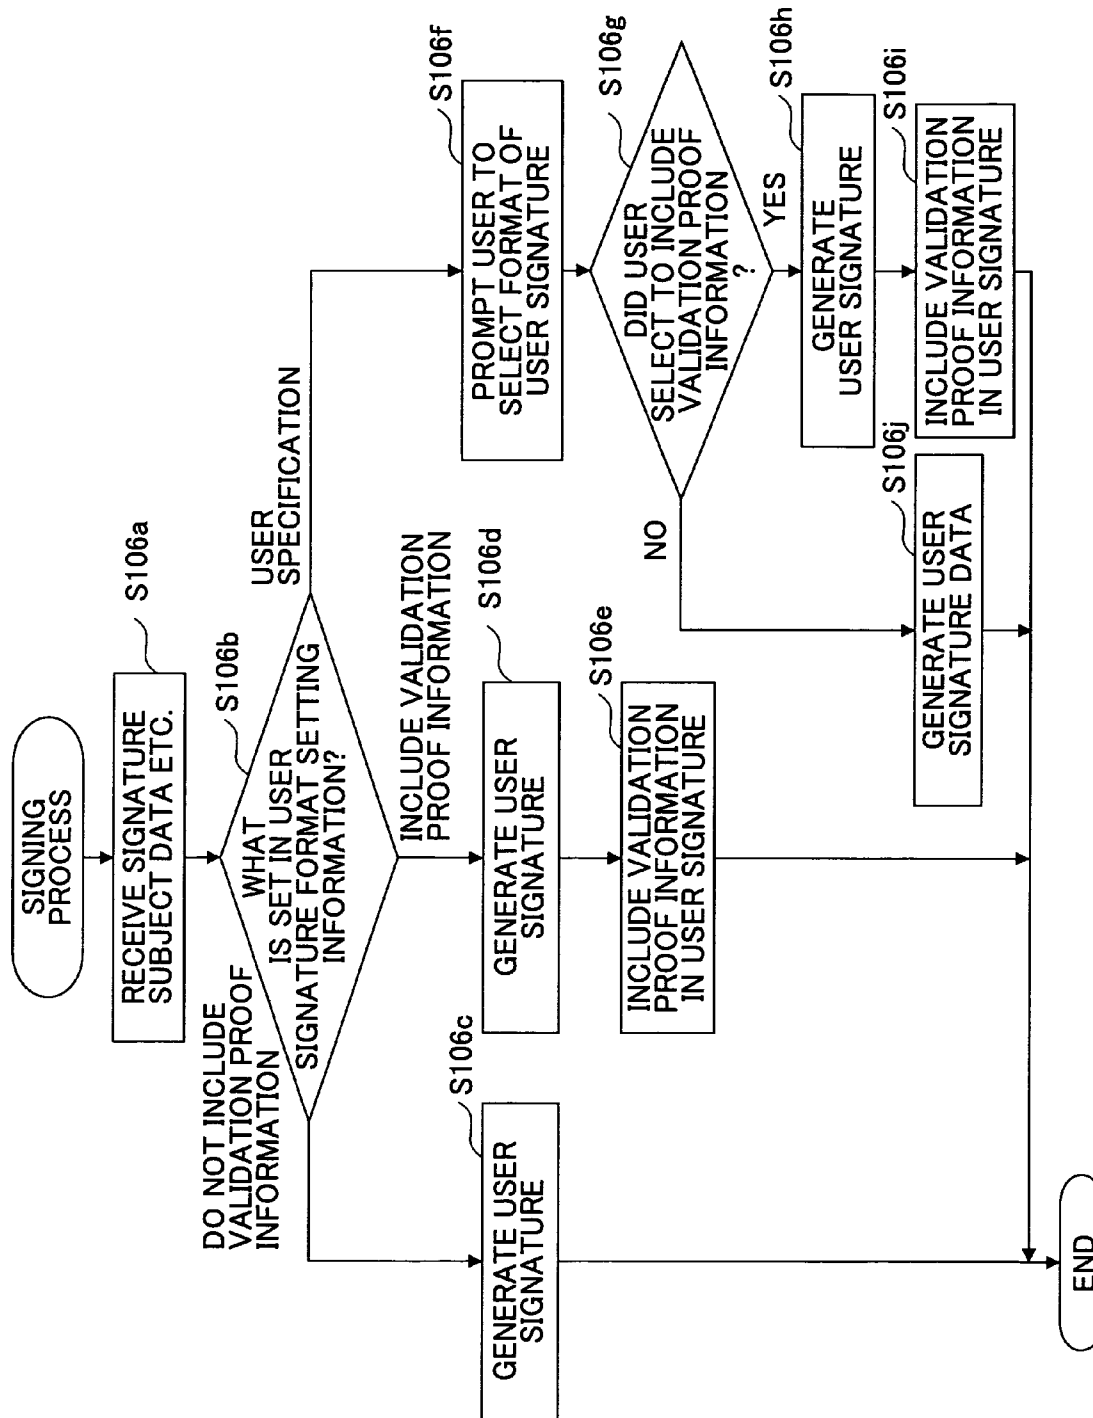 SIGNING
PROCESS
RECEIVE SIGNATURE
SUBJECT DATA ETC.
S106a
WHAT
IS SET IN USER
SIGNATURE FORMAT SETTING
INFORMATION?
S106b
DO NOT INCLUDE
VALIDATION PROOF
INFORMATION
INCLUDE VALIDATION
PROOF INFORMATION
USER
SPECIFICATION
GENERATE USER
SIGNATURE
S106c
GENERATE USER
SIGNATURE
S106d
INCLUDE VALIDATION
PROOF INFORMATION
IN USER SIGNATURE
S106e
PROMPT USER TO
SELECT FORMAT OF
USER SIGNATURE
S106f
DID USER
SELECT TO INCLUDE
VALIDATION PROOF
INFORMATION
?
S106g
NO
YES
GENERATE
USER SIGNATURE
S106h
INCLUDE VALIDATION
PROOF INFORMATION
IN USER SIGNATURE
S106i
GENERATE USER
SIGNATURE DATA
S106j
END